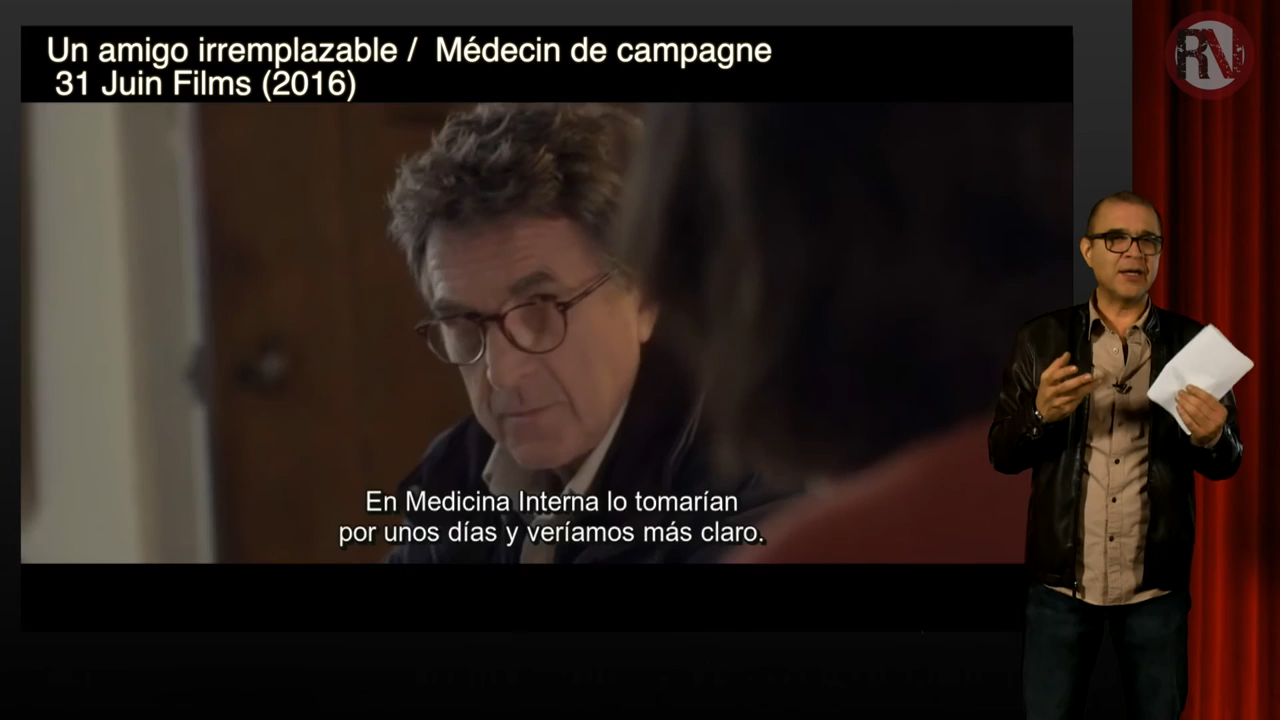 Un amigo irremplazable / Médecin de campagne
31 Juin Films (2016)
RN
En Medicina Interna lo tomarían
por unos días y veríamos más claro.